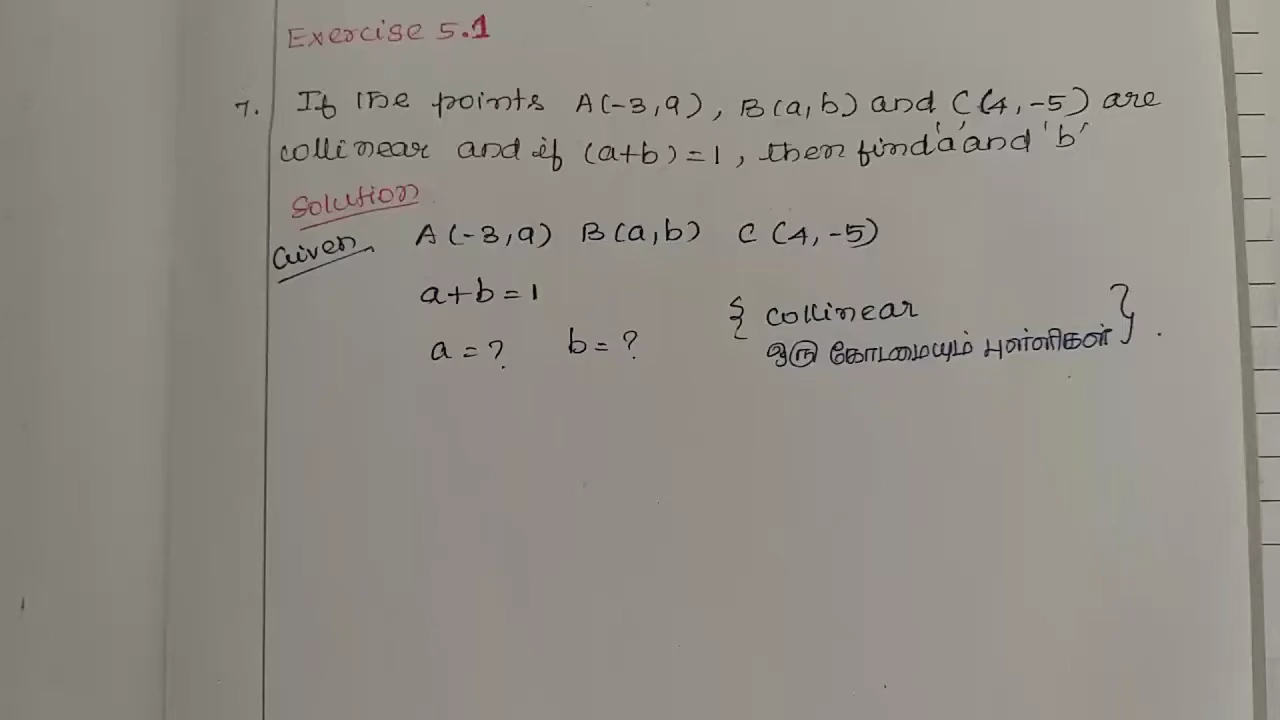 Exercise 5.1
7. If the points A(-3,9), B(a,b) and C(4,-5) are
collinear and if (a+b)=1, then find 'a' and 'b'
Solution
Given, A(-3,9) B(a,b) C(4,-5)
a+b=1
a=? b=?
{ collinear
ஒரு கோடமையும் புள்ளிகள் } .